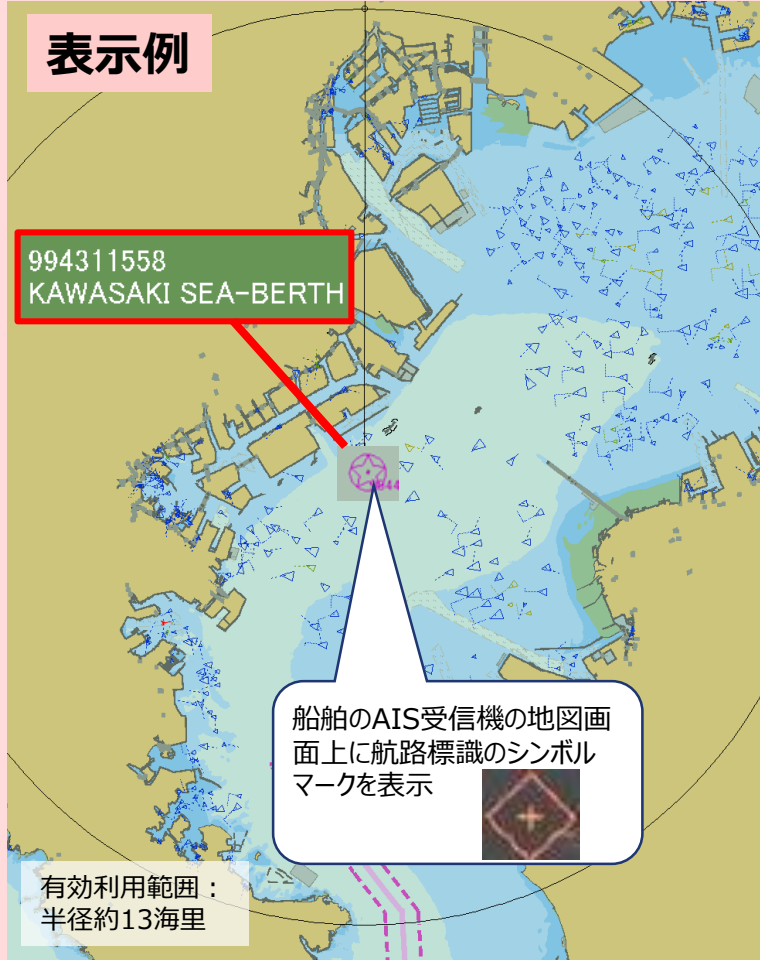 表示例
994311558
KAWASAKI SEA-BERTH
船舶のAIS受信機の地図画
面上に航路標識のシンボル
マークを表示
有効利用範囲：
半径約13海里